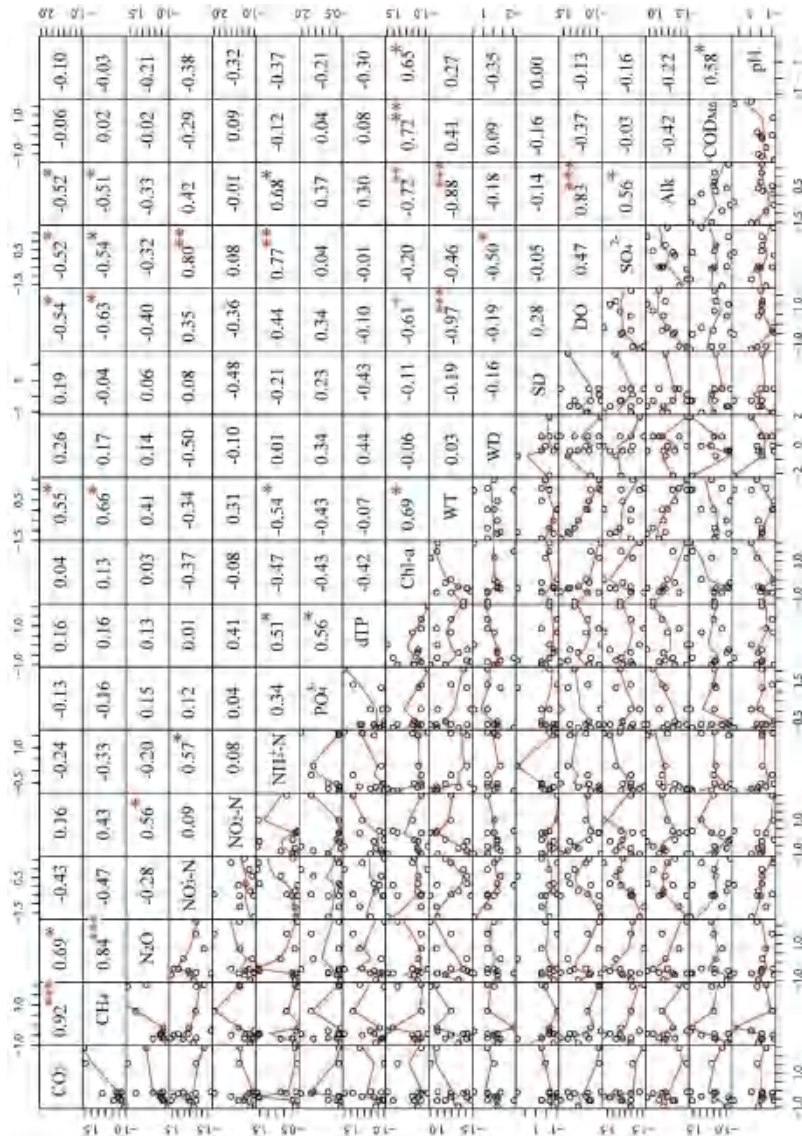 CO₂ 0.92*** 0.69* -0.43 0.16 -0.24 -0.13 0.16 0.04 0.55* 0.26 0.19 -0.54* -0.52* -0.52* -0.06 -0.10
CH₄ 0.84*** -0.47 0.43 -0.33 -0.16 0.16 0.13 0.66* 0.17 -0.04 -0.63* -0.54* -0.51* 0.02 -0.03
N₂O -0.28 0.56* -0.20 0.15 0.13 0.03 0.41 0.14 0.06 -0.40 -0.32 -0.33 -0.02 -0.21
NO₃⁻-N 0.09 0.57* 0.12 0.01 -0.37 -0.34 -0.50 -0.08 0.35 0.80** 0.42 -0.29 -0.38
NO₂⁻-N 0.08 0.04 0.41 -0.08 0.31 -0.10 -0.48 -0.36 0.08 -0.01 0.09 -0.32
NH₄⁺-N 0.34 0.51* -0.47 -0.54* 0.01 -0.21 0.44 0.77** 0.68* -0.12 -0.37
PO₄³⁻ 0.56* -0.43 -0.43 0.34 0.23 0.34 0.04 0.37 0.04 -0.21
dTP -0.42 -0.07 0.44 -0.43 -0.10 -0.01 0.30 0.08 -0.30
Chl-a 0.69* -0.06 -0.11 -0.61* -0.20 -0.72** 0.72** 0.65*
WT 0.03 -0.19 -0.97*** -0.46 -0.88*** 0.41 0.27
WD -0.16 -0.19 -0.50* -0.18 0.09 -0.35
SD 0.28 -0.05 -0.14 -0.16 0.00
DO 0.47 0.83*** -0.37 -0.13
SO₄²⁻ 0.56* -0.03 -0.16
Alk -0.42 -0.22
CODMn 0.58*
pH